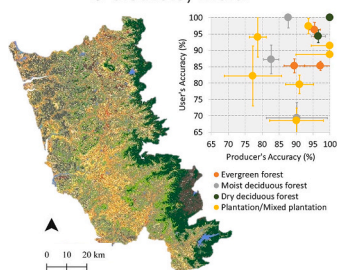 100
95
90
85
80
75
70
65
User's Accuracy (%)
65 70 75 80 85 90 95 100
Producer's Accuracy (%)
Evergreen forest
Moist deciduous forest
Dry deciduous forest
Plantation/Mixed plantation
0 10 20 km